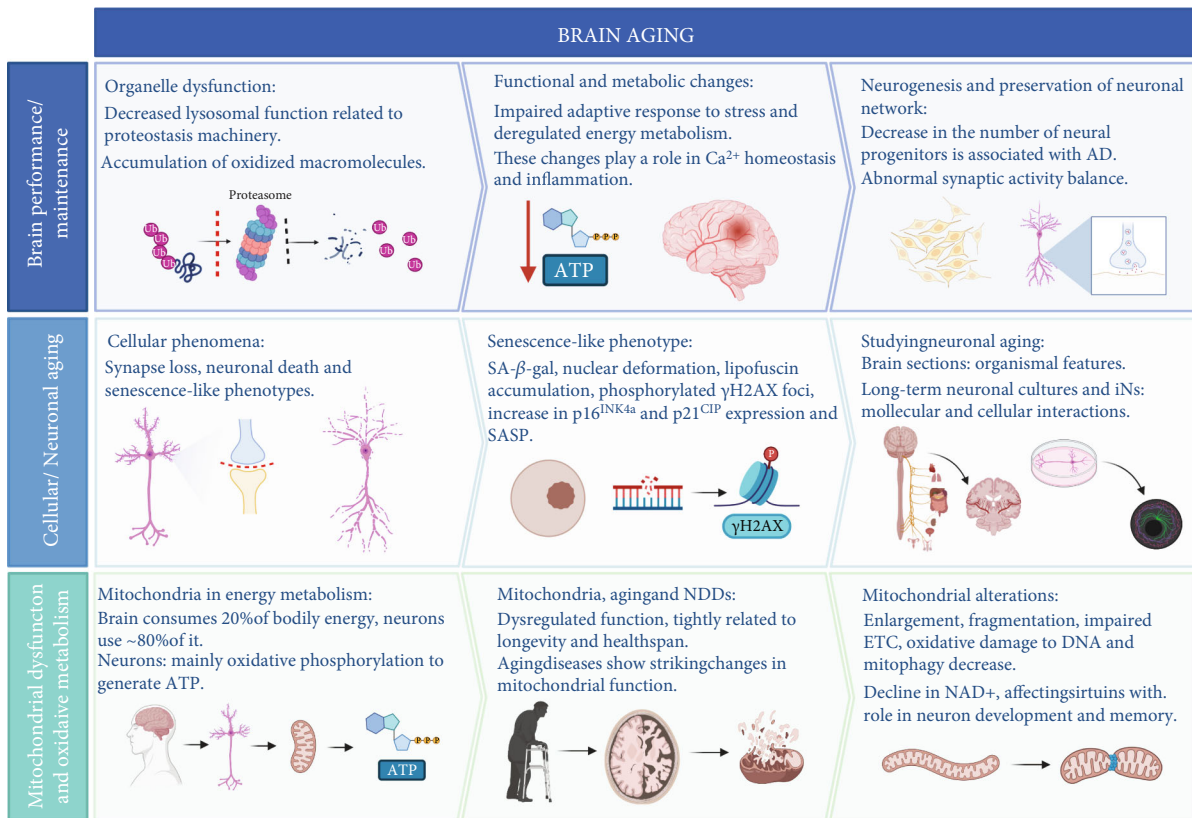 BRAIN AGING
Brain performance/
maintenance
Organelle dysfunction:
Decreased lysosomal function related to
proteostasis machinery.
Accumulation of oxidized macromolecules.
Proteasome
Ub
Ub
Ub
Ub
Ub
Ub
Ub
Ub
Functional and metabolic changes:
Impaired adaptive response to stress and
deregulated energy metabolism.
These changes play a role in Ca²⁺ homeostasis
and inflammation.
P P P
ATP
Neurogenesis and preservation of neuronal
network:
Decrease in the number of neural
progenitors is associated with AD.
Abnormal synaptic activity balance.
Cellular/ Neuronal aging
Cellular phenomena:
Synapse loss, neuronal death and
senescence-like phenotypes.
Senescence-like phenotype:
SA-β-gal, nuclear deformation, lipofuscin
accumulation, phosphorylated γH2AX foci,
increase in p16^INK4a and p21^CIP expression and
SASP.
P
γH2AX
Studyingneuronal aging:
Brain sections: organismal features.
Long-term neuronal cultures and iNs:
molecular and cellular interactions.
Mitochondrial dysfuncton
and oxidaive metabolism
Mitochondria in energy metabolism:
Brain consumes 20%of bodily energy, neurons
use ~80%of it.
Neurons: mainly oxidative phosphorylation to
generate ATP.
P P P
ATP
Mitochondria, agingand NDDs:
Dysregulated function, tightly related to
longevity and healthspan.
Agingdiseases show strikingchanges in
mitochondrial function.
Mitochondrial alterations:
Enlargement, fragmentation, impaired
ETC, oxidative damage to DNA and
mitophagy decrease.
Decline in NAD+, affectingsirtuins with.
role in neuron development and memory.